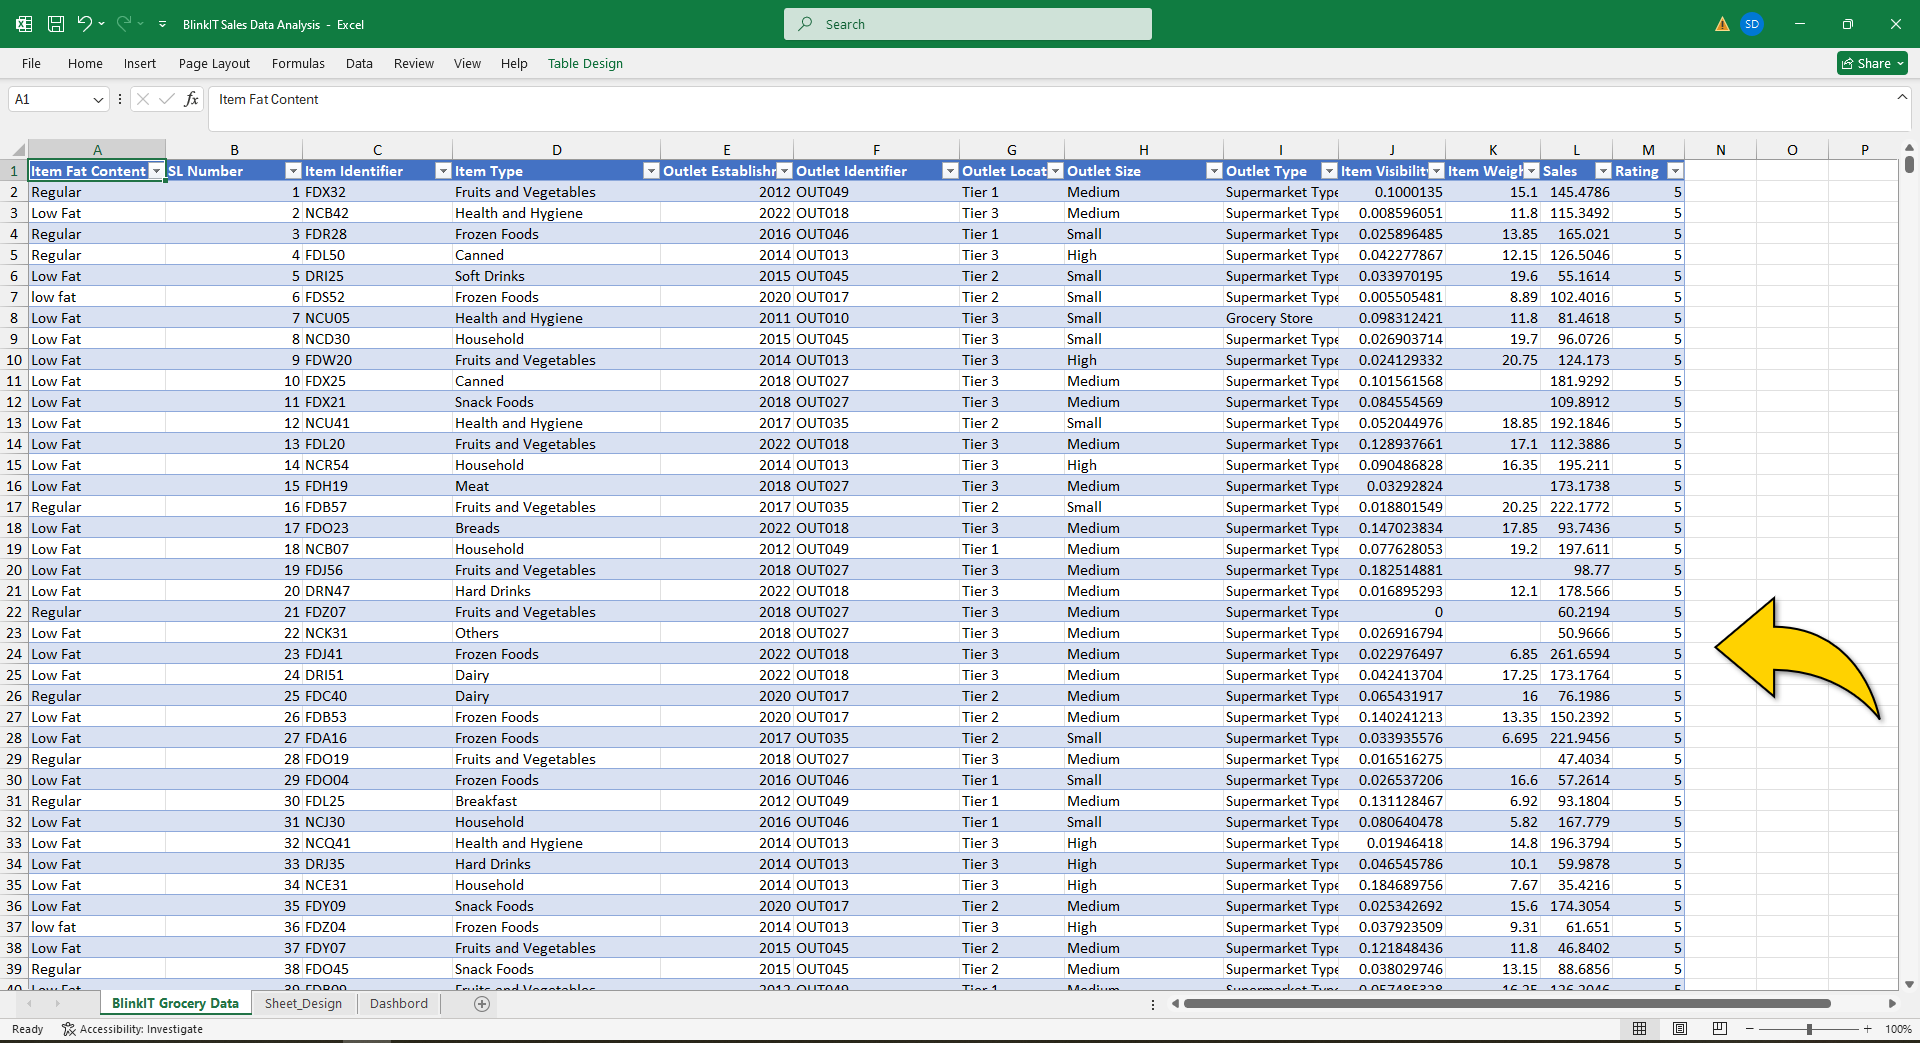 BlinkIT Sales Data Analysis - Excel
Search
SD
File Home Insert Page Layout Formulas Data Review View Help Table Design
Share
A1 fx Item Fat Content
A B C D E F G H I J K L M N O P
1 Item Fat Content SL Number Item Identifier Item Type Outlet Establishm Outlet Identifier Outlet Locat Outlet Size Outlet Type Item Visibilit Item Weigh Sales Rating
2 Regular 1 FDX32 Fruits and Vegetables 2012 OUT049 Tier 1 Medium Supermarket Type 0.1000135 15.1 145.4786 5
3 Low Fat 2 NCB42 Health and Hygiene 2022 OUT018 Tier 3 Medium Supermarket Type 0.008596051 11.8 115.3492 5
4 Regular 3 FDR28 Frozen Foods 2016 OUT046 Tier 1 Small Supermarket Type 0.025896485 13.85 165.021 5
5 Regular 4 FDL50 Canned 2014 OUT013 Tier 3 High Supermarket Type 0.042277867 12.15 126.5046 5
6 Low Fat 5 DRI25 Soft Drinks 2015 OUT045 Tier 2 Small Supermarket Type 0.033970195 19.6 55.1614 5
7 low fat 6 FDS52 Frozen Foods 2020 OUT017 Tier 2 Small Supermarket Type 0.005505481 8.89 102.4016 5
8 Low Fat 7 NCU05 Health and Hygiene 2011 OUT010 Tier 3 Small Grocery Store 0.098312421 11.8 81.4618 5
9 Low Fat 8 NCD30 Household 2015 OUT045 Tier 3 Small Supermarket Type 0.026903714 19.7 96.0726 5
10 Low Fat 9 FDW20 Fruits and Vegetables 2014 OUT013 Tier 3 High Supermarket Type 0.024129332 20.75 124.173 5
11 Low Fat 10 FDX25 Canned 2018 OUT027 Tier 3 Medium Supermarket Type 0.101561568 181.9292 5
12 Low Fat 11 FDX21 Snack Foods 2018 OUT027 Tier 3 Medium Supermarket Type 0.084554569 109.8912 5
13 Low Fat 12 NCU41 Health and Hygiene 2017 OUT035 Tier 2 Small Supermarket Type 0.052044976 18.85 192.1846 5
14 Low Fat 13 FDL20 Fruits and Vegetables 2022 OUT018 Tier 3 Medium Supermarket Type 0.128937661 17.1 112.3886 5
15 Low Fat 14 NCR54 Household 2014 OUT013 Tier 3 High Supermarket Type 0.090486828 16.35 195.211 5
16 Low Fat 15 FDH19 Meat 2018 OUT027 Tier 3 Medium Supermarket Type 0.03292824 173.1738 5
17 Regular 16 FDB57 Fruits and Vegetables 2017 OUT035 Tier 2 Small Supermarket Type 0.018801549 20.25 222.1772 5
18 Low Fat 17 FDO23 Breads 2022 OUT018 Tier 3 Medium Supermarket Type 0.147023834 17.85 93.7436 5
19 Low Fat 18 NCB07 Household 2012 OUT049 Tier 1 Medium Supermarket Type 0.077628053 19.2 197.611 5
20 Low Fat 19 FDJ56 Fruits and Vegetables 2018 OUT027 Tier 3 Medium Supermarket Type 0.182514881 98.77 5
21 Low Fat 20 DRN47 Hard Drinks 2022 OUT018 Tier 3 Medium Supermarket Type 0.016895293 12.1 178.566 5
22 Regular 21 FDZ07 Fruits and Vegetables 2018 OUT027 Tier 3 Medium Supermarket Type 0 60.2194 5
23 Low Fat 22 NCK31 Others 2018 OUT027 Tier 3 Medium Supermarket Type 0.026916794 50.9666 5
24 Low Fat 23 FDJ41 Frozen Foods 2022 OUT018 Tier 3 Medium Supermarket Type 0.022976497 6.85 261.6594 5
25 Low Fat 24 DRI51 Dairy 2022 OUT018 Tier 3 Medium Supermarket Type 0.042413704 17.25 173.1764 5
26 Regular 25 FDC40 Dairy 2020 OUT017 Tier 2 Medium Supermarket Type 0.065431917 16 76.1986 5
27 Low Fat 26 FDB53 Frozen Foods 2020 OUT017 Tier 2 Medium Supermarket Type 0.140241213 13.35 150.2392 5
28 Low Fat 27 FDA16 Frozen Foods 2017 OUT035 Tier 2 Small Supermarket Type 0.033935576 6.695 221.9456 5
29 Regular 28 FDO19 Fruits and Vegetables 2018 OUT027 Tier 3 Medium Supermarket Type 0.016516275 47.4034 5
30 Low Fat 29 FDO04 Frozen Foods 2016 OUT046 Tier 1 Small Supermarket Type 0.026537206 16.6 57.2614 5
31 Regular 30 FDL25 Breakfast 2012 OUT049 Tier 1 Medium Supermarket Type 0.131128467 6.92 93.1804 5
32 Low Fat 31 NCJ30 Household 2016 OUT046 Tier 1 Small Supermarket Type 0.080640478 5.82 167.779 5
33 Low Fat 32 NCQ41 Health and Hygiene 2014 OUT013 Tier 3 High Supermarket Type 0.01946418 14.8 196.3794 5
34 Low Fat 33 DRJ35 Hard Drinks 2014 OUT013 Tier 3 High Supermarket Type 0.046545786 10.1 59.9878 5
35 Low Fat 34 NCE31 Household 2014 OUT013 Tier 3 High Supermarket Type 0.184689756 7.67 35.4216 5
36 Low Fat 35 FDY09 Snack Foods 2020 OUT017 Tier 2 Medium Supermarket Type 0.025342692 15.6 174.3054 5
37 low fat 36 FDZ04 Frozen Foods 2014 OUT013 Tier 3 High Supermarket Type 0.037923509 9.31 61.651 5
38 Low Fat 37 FDY07 Fruits and Vegetables 2015 OUT045 Tier 2 Medium Supermarket Type 0.121848436 11.8 46.8402 5
39 Regular 38 FDO45 Snack Foods 2015 OUT045 Tier 2 Medium Supermarket Type 0.038029746 13.15 88.6856 5
BlinkIT Grocery Data Sheet_Design Dashbord
Ready Accessibility: Investigate 100%